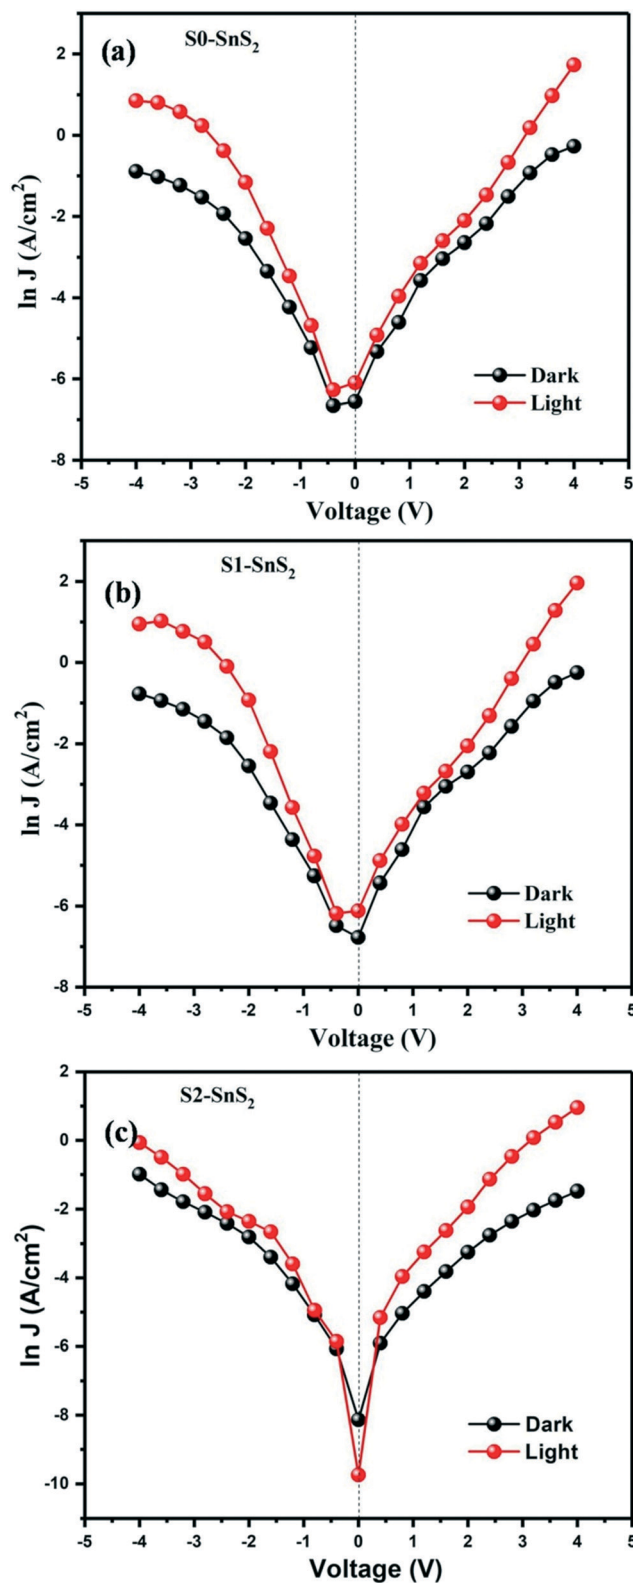 (a)
S0-SnS₂
2
0
-2
-4
-6
-8
ln J (A/cm²)
Dark
Light
-5 -4 -3 -2 -1 0 1 2 3 4 5
Voltage (V)
(b)
S1-SnS₂
2
0
-2
-4
-6
-8
ln J (A/cm²)
Dark
Light
-5 -4 -3 -2 -1 0 1 2 3 4 5
Voltage (V)
(c)
S2-SnS₂
2
0
-2
-4
-6
-8
-10
ln J (A/cm²)
Dark
Light
-5 -4 -3 -2 -1 0 1 2 3 4 5
Voltage (V)